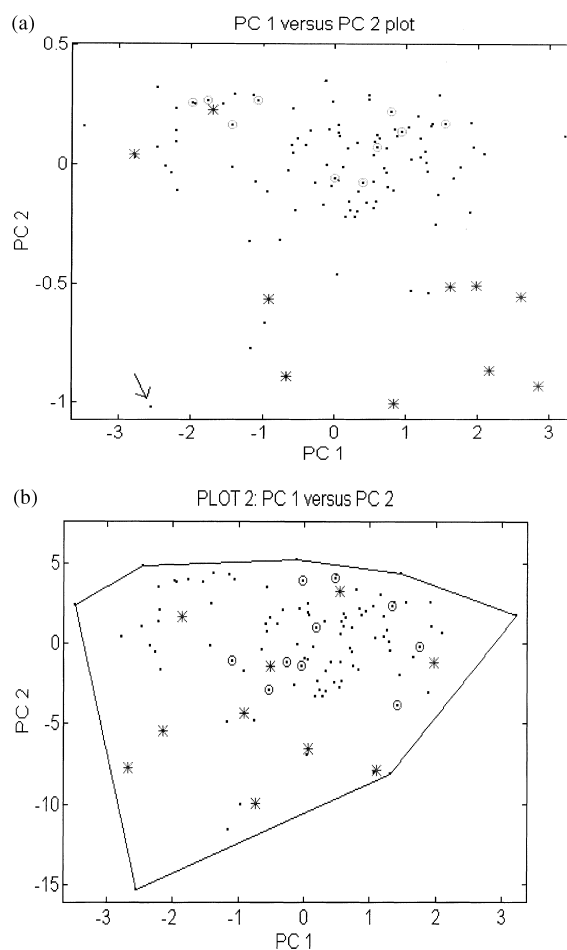 (a)
PC 1 versus PC 2 plot
0.5
0
-0.5
-1
PC 2
-3 -2 -1 0 1 2 3
PC 1
(b)
PLOT 2: PC 1 versus PC 2
5
0
-5
-10
-15
PC 2
-3 -2 -1 0 1 2 3
PC 1